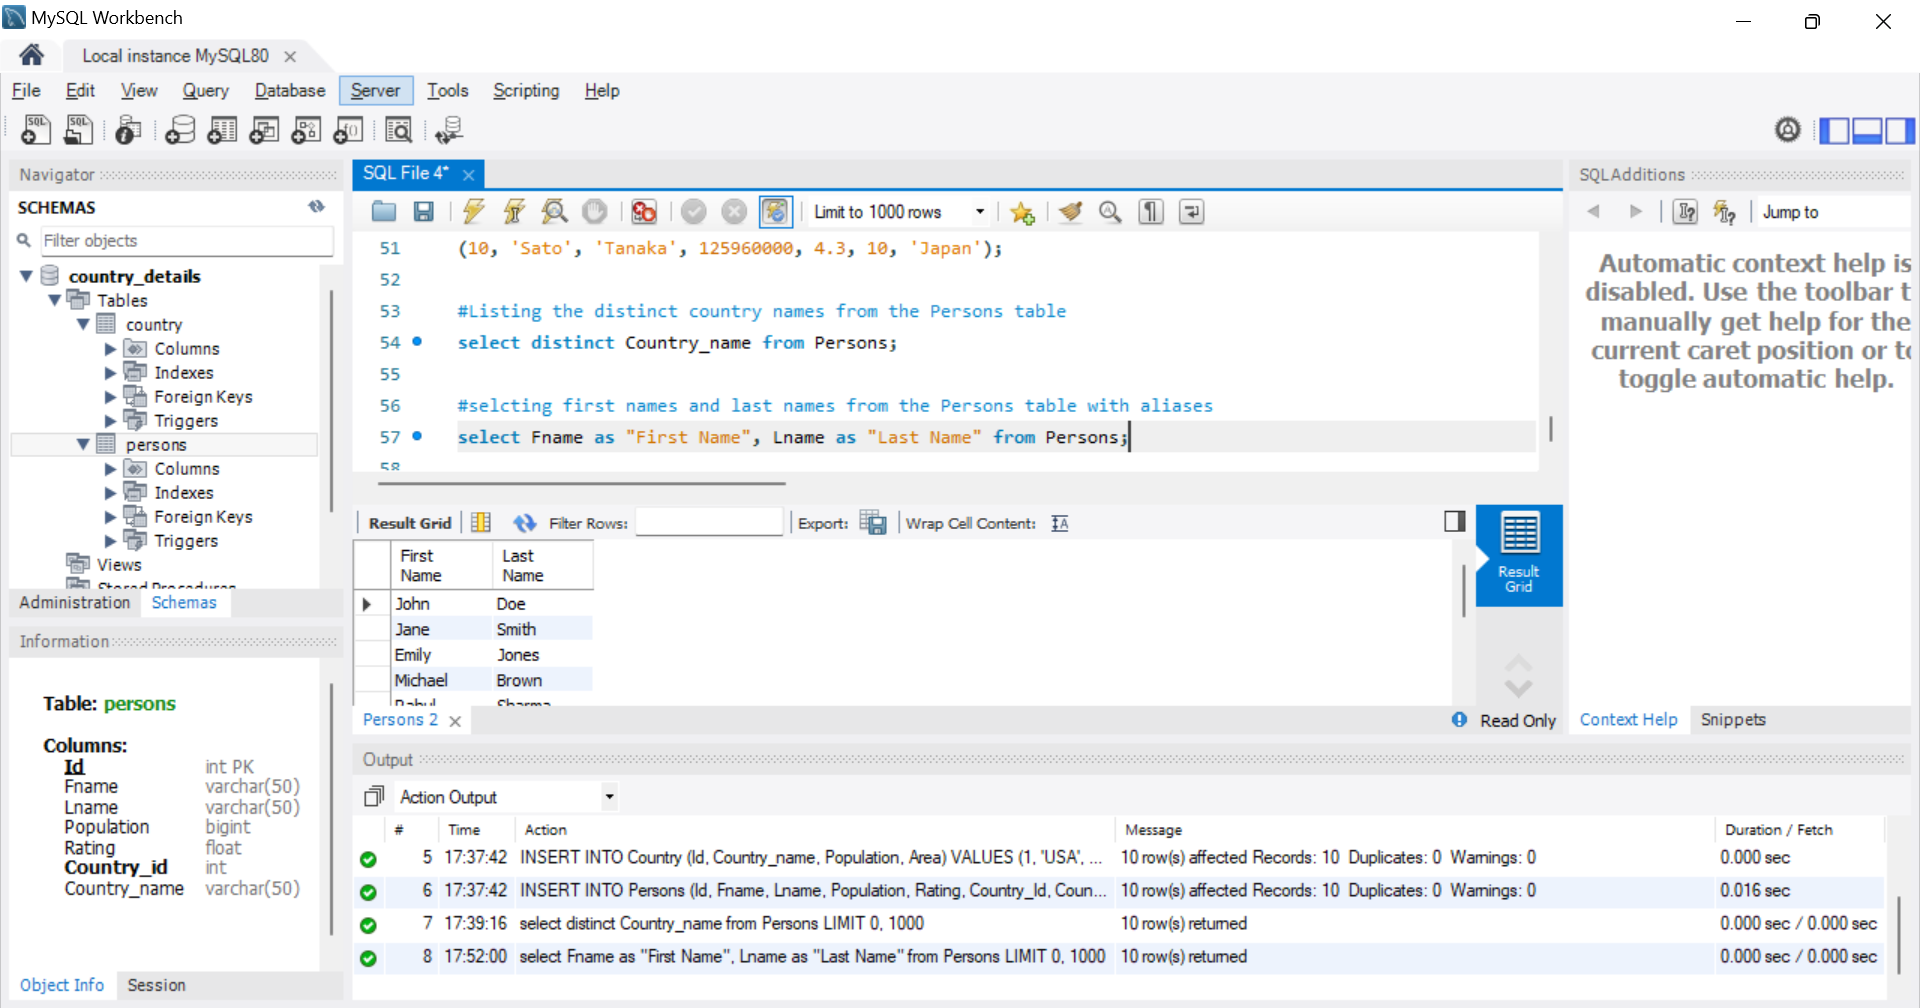 MySQL Workbench
Local instance MySQL80
File Edit View Query Database Server Tools Scripting Help
Navigator
SCHEMAS
Filter objects
country_details
Tables
country
Columns
Indexes
Foreign Keys
Triggers
persons
Columns
Indexes
Foreign Keys
Triggers
Views
Stored Procedures
Administration Schemas
Information
Table: persons
Columns:
Id int PK
Fname varchar(50)
Lname varchar(50)
Population bigint
Rating float
Country_id int
Country_name varchar(50)
Object Info Session
SQL File 4*
Limit to 1000 rows
51 (10, 'Sato', 'Tanaka', 125960000, 4.3, 10, 'Japan');
52
53 #Listing the distinct country names from the Persons table
54 select distinct Country_name from Persons;
55
56 #selcting first names and last names from the Persons table with aliases
57 select Fname as "First Name", Lname as "Last Name" from Persons;
58
Result Grid Filter Rows: Export: Wrap Cell Content:
First Name Last Name
John Doe
Jane Smith
Emily Jones
Michael Brown
Rahul Sharma
Result Grid
Persons 2
Read Only
SQLAdditions
Jump to
Automatic context help is
disabled. Use the toolbar t
manually get help for the
current caret position or to
toggle automatic help.
Context Help Snippets
Output
Action Output
# Time Action Message Duration / Fetch
5 17:37:42 INSERT INTO Country (Id, Country_name, Population, Area) VALUES (1, 'USA', ... 10 row(s) affected Records: 10 Duplicates: 0 Warnings: 0 0.000 sec
6 17:37:42 INSERT INTO Persons (Id, Fname, Lname, Population, Rating, Country_Id, Coun... 10 row(s) affected Records: 10 Duplicates: 0 Warnings: 0 0.016 sec
7 17:39:16 select distinct Country_name from Persons LIMIT 0, 1000 10 row(s) returned 0.000 sec / 0.000 sec
8 17:52:00 select Fname as "First Name", Lname as "Last Name" from Persons LIMIT 0, 1000 10 row(s) returned 0.000 sec / 0.000 sec